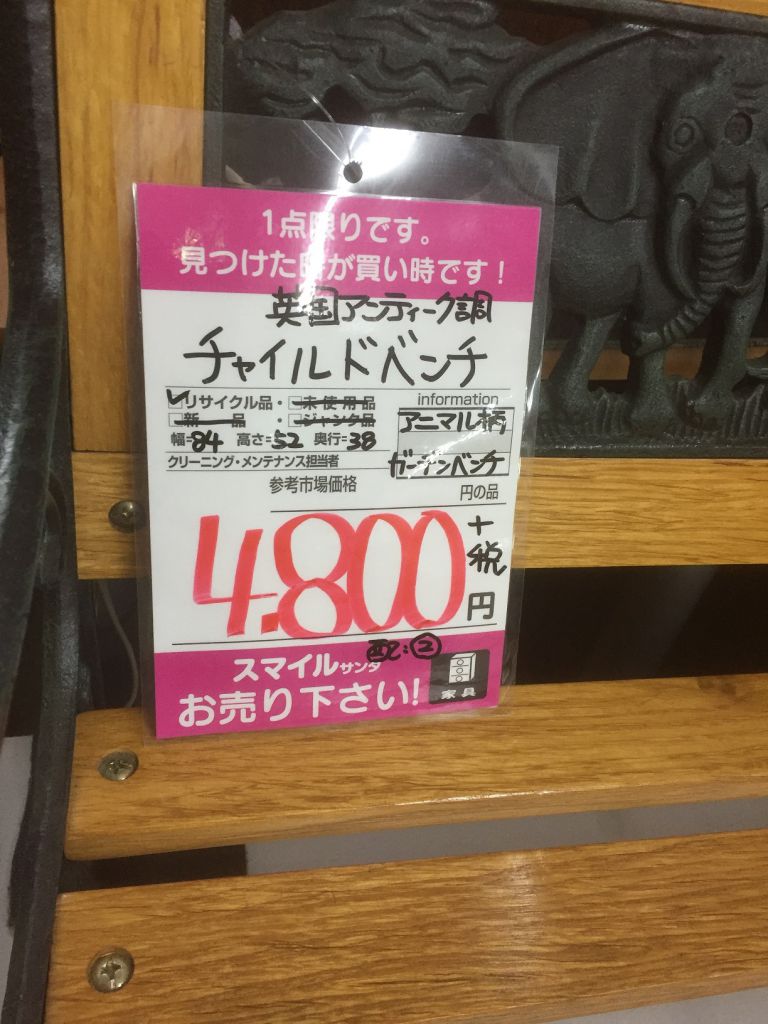 1点限りです。
見つけた時が買い時です！
英国アンティーク調
チャイルドベンチ
リサイクル品・未使用品
新品・ジャンク品
information
アニマル柄
幅=84 高さ=52 奥行=38
クリーニング・メンテナンス担当者
ガーデンベンチ
参考市場価格 円の品
4.800円
+税
配:②
スマイルサンタ
お売り下さい!
家具